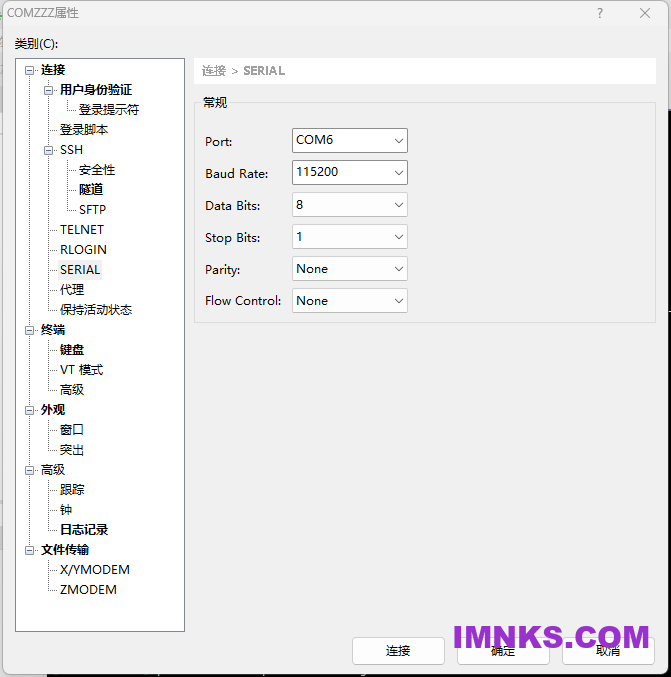 COMZZZ属性
?
类别(C):
连接
用户身份验证
登录提示符
登录脚本
SSH
安全性
隧道
SFTP
TELNET
RLOGIN
SERIAL
代理
保持活动状态
终端
键盘
VT 模式
高级
外观
窗口
突出
高级
跟踪
钟
日志记录
文件传输
X/YMODEM
ZMODEM
连接 > SERIAL
常规
Port: COM6
Baud Rate: 115200
Data Bits: 8
Stop Bits: 1
Parity: None
Flow Control: None
IMNKS.COM
连接 确定 取消